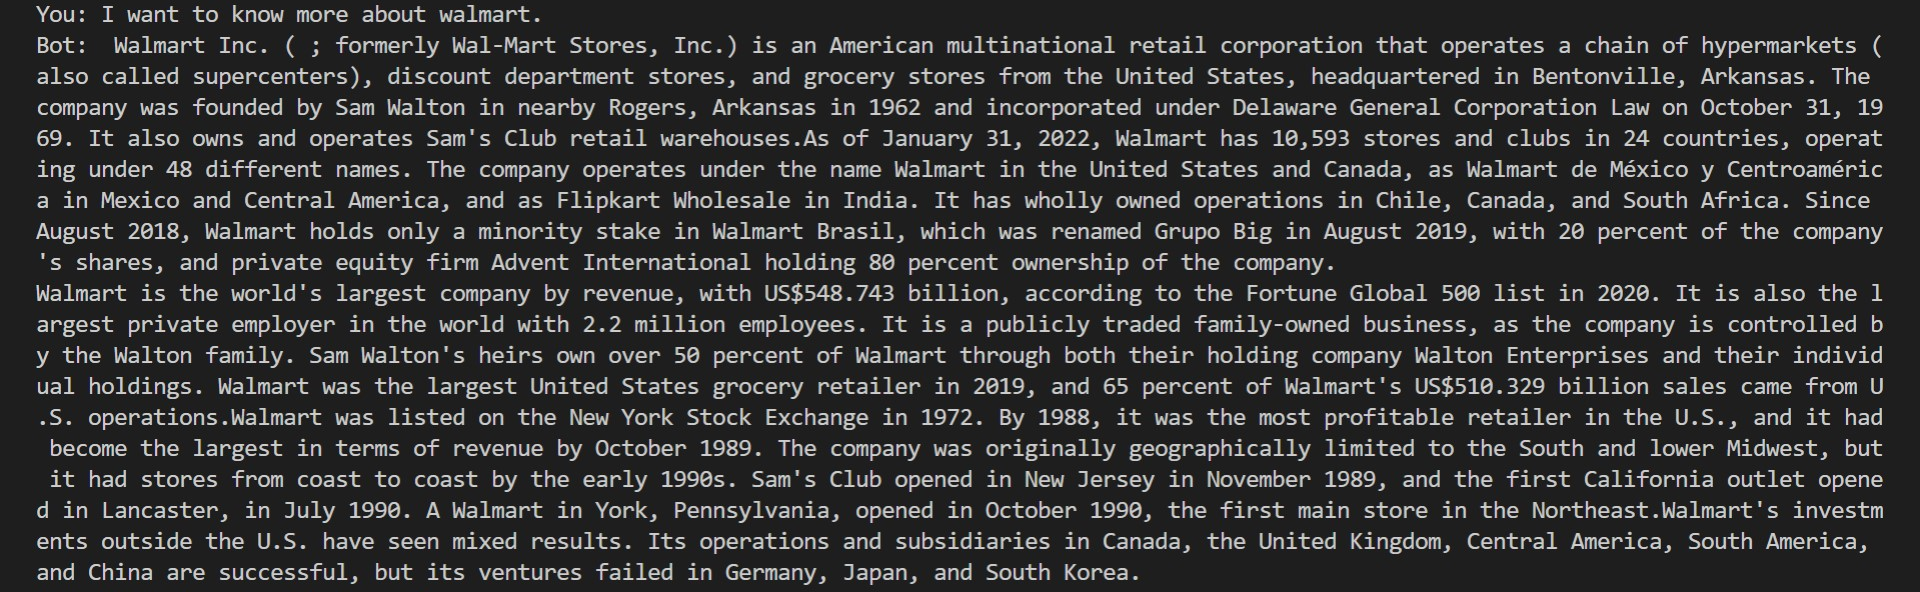 You: I want to know more about walmart.
Bot:  Walmart Inc. ( ; formerly Wal-Mart Stores, Inc.) is an American multinational retail corporation that operates a chain of hypermarkets (
also called supercenters), discount department stores, and grocery stores from the United States, headquartered in Bentonville, Arkansas. The
company was founded by Sam Walton in nearby Rogers, Arkansas in 1962 and incorporated under Delaware General Corporation Law on October 31, 19
69. It also owns and operates Sam's Club retail warehouses.As of January 31, 2022, Walmart has 10,593 stores and clubs in 24 countries, operat
ing under 48 different names. The company operates under the name Walmart in the United States and Canada, as Walmart de México y Centroaméric
a in Mexico and Central America, and as Flipkart Wholesale in India. It has wholly owned operations in Chile, Canada, and South Africa. Since
August 2018, Walmart holds only a minority stake in Walmart Brasil, which was renamed Grupo Big in August 2019, with 20 percent of the company
's shares, and private equity firm Advent International holding 80 percent ownership of the company.
Walmart is the world's largest company by revenue, with US$548.743 billion, according to the Fortune Global 500 list in 2020. It is also the l
argest private employer in the world with 2.2 million employees. It is a publicly traded family-owned business, as the company is controlled b
y the Walton family. Sam Walton's heirs own over 50 percent of Walmart through both their holding company Walton Enterprises and their individ
ual holdings. Walmart was the largest United States grocery retailer in 2019, and 65 percent of Walmart's US$510.329 billion sales came from U
.S. operations.Walmart was listed on the New York Stock Exchange in 1972. By 1988, it was the most profitable retailer in the U.S., and it had
 become the largest in terms of revenue by October 1989. The company was originally geographically limited to the South and lower Midwest, but
 it had stores from coast to coast by the early 1990s. Sam's Club opened in New Jersey in November 1989, and the first California outlet opene
d in Lancaster, in July 1990. A Walmart in York, Pennsylvania, opened in October 1990, the first main store in the Northeast.Walmart's investm
ents outside the U.S. have seen mixed results. Its operations and subsidiaries in Canada, the United Kingdom, Central America, South America,
and China are successful, but its ventures failed in Germany, Japan, and South Korea.